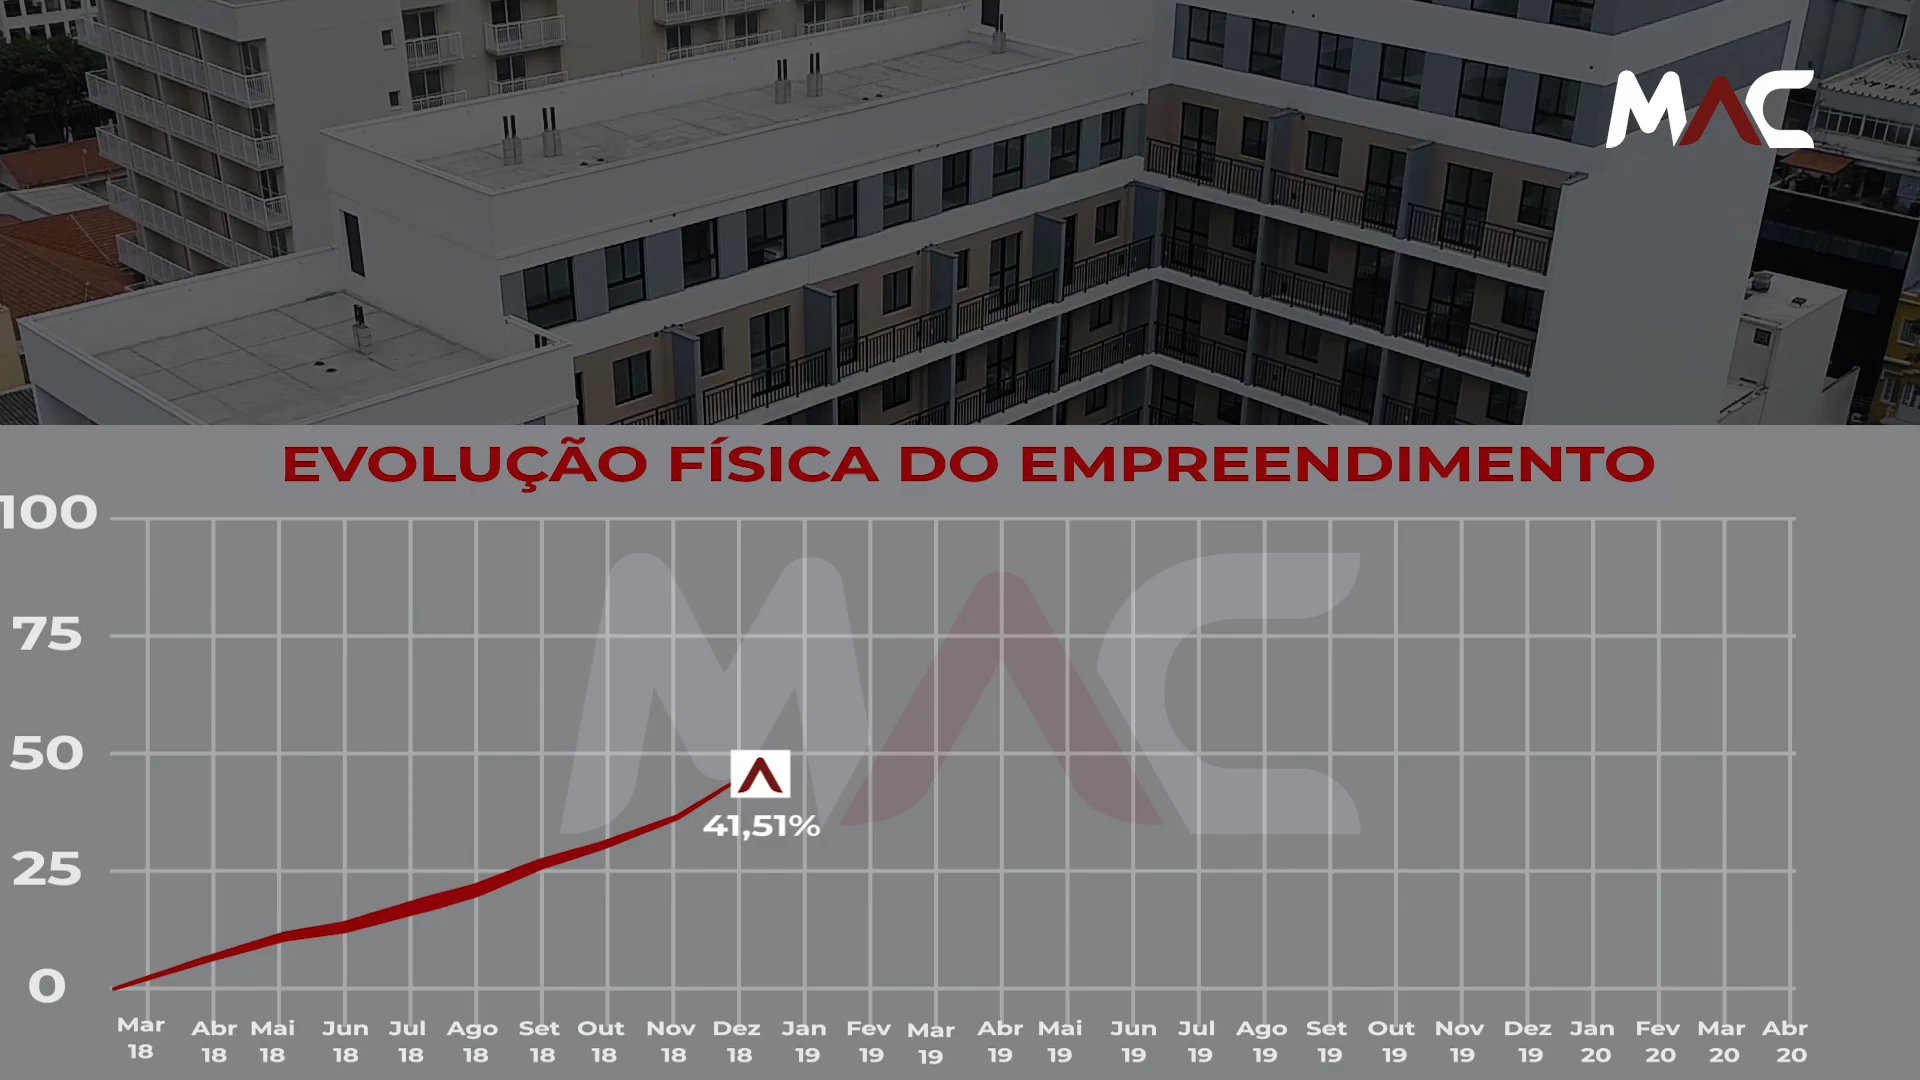 MAC
EVOLUÇÃO FÍSICA DO EMPREENDIMENTO
100
75
50
25
0
MAC
41,51%
Mar Abr Mai Jun Jul Ago Set Out Nov Dez Jan Fev Mar Abr Mai Jun Jul Ago Set Out Nov Dez Jan Fev Mar Abr
18 18 18 18 18 18 18 18 18 18 19 19 19 19 19 19 19 19 19 19 19 19 20 20 20 20